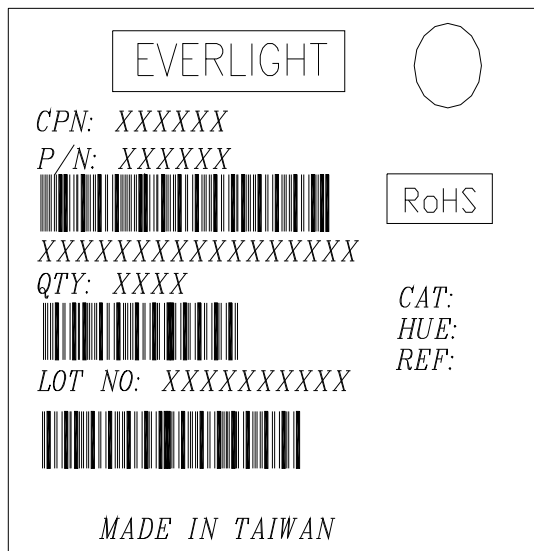 EVERLIGHT
CPN: XXXXXX
P/N: XXXXXX
RoHS
XXXXXXXXXXXXXXXXX
QTY: XXXX
CAT:
HUE:
REF:
LOT NO: XXXXXXXXXX
MADE IN TAIWAN